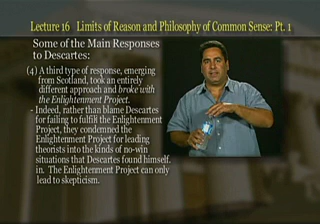 Lecture 16 Limits of Reason and Philosophy of Common Sense: Pt. 1
Some of the Main Responses
to Descartes:
(4) A third type of response, emerging
from Scotland, took an entirely
different approach and broke with
the Enlightenment Project.
- Indeed, rather than blame Descartes
for failing to fulfill the Enlightenment
Project, they condemned the
Enlightenment Project for leading
theorists into the kinds of no-win
situations that Descartes found himself.
in. The Enlightenment Project can only
lead to skepticism.